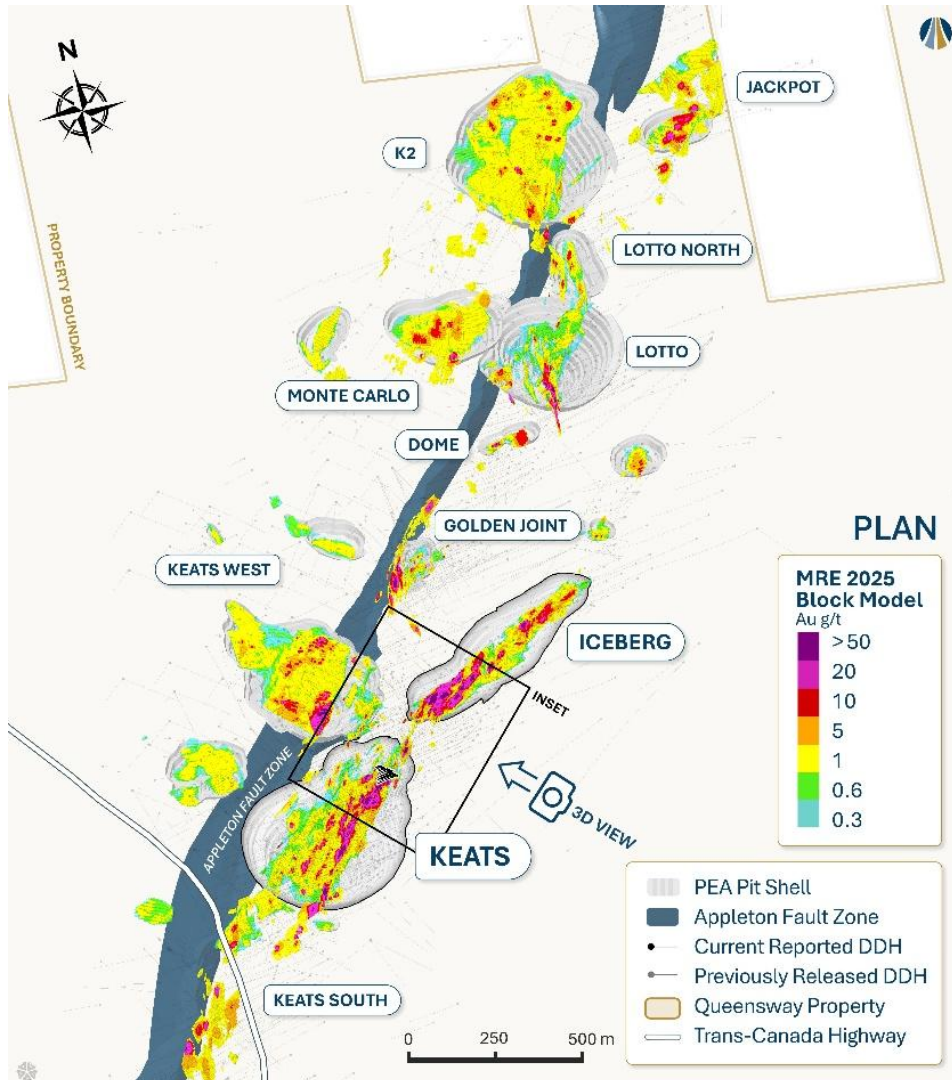 N
JACKPOT
K2
LOTTO NORTH
PROPERTY BOUNDARY
LOTTO
MONTE CARLO
DOME
GOLDEN JOINT
PLAN
KEATS WEST
MRE 2025
Block Model
Au g/t
>50
20
10
5
1
0.6
0.3
ICEBERG
INSET
APPLETON FAULT ZONE
3D VIEW
KEATS
PEA Pit Shell
Appleton Fault Zone
Current Reported DDH
Previously Released DDH
Queensway Property
Trans-Canada Highway
KEATS SOUTH
0 250 500 m